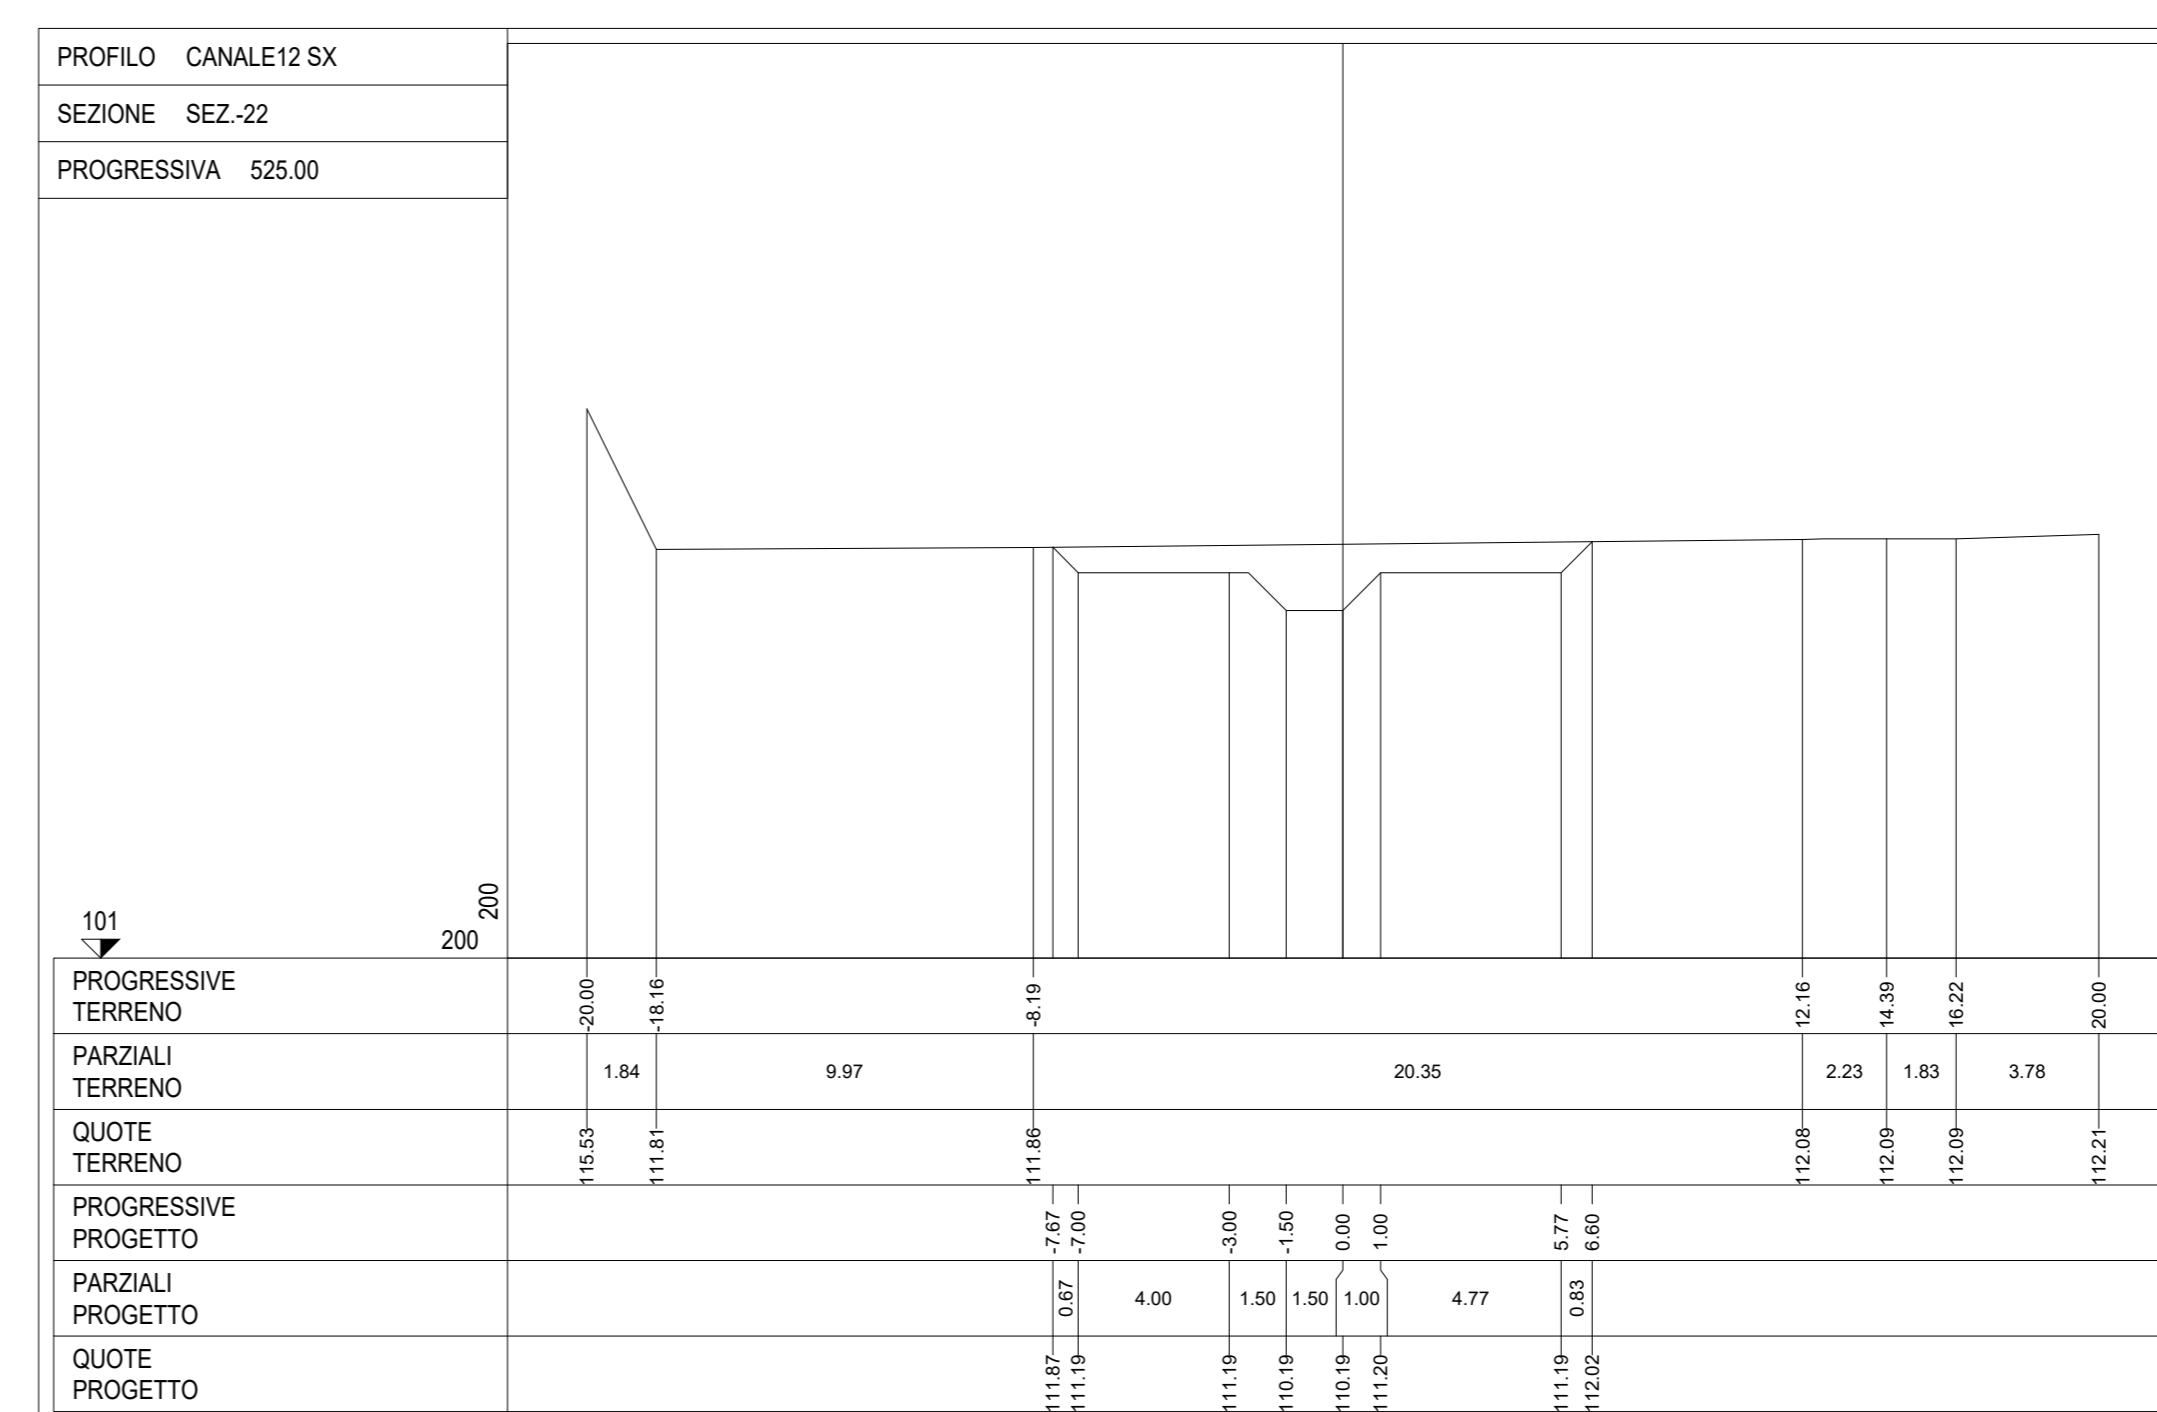 PROFILO CANALE12 SX
SEZIONE SEZ.-22
PROGRESSIVA 525.00
101
200
200
PROGRESSIVE
TERRENO
-20.00 -18.16 -8.19 12.16 14.39 16.22 20.00
PARZIALI
TERRENO
1.84 9.97 20.35 2.23 1.83 3.78
QUOTE
TERRENO
115.53 111.81 111.86 112.08 112.09 112.09 112.21
PROGRESSIVE
PROGETTO
-7.67 -7.00 -3.00 -1.50 0.00 1.00 5.77 6.60
PARZIALI
PROGETTO
0.67 4.00 1.50 1.50 1.00 4.77 0.83
QUOTE
PROGETTO
111.87 111.19 111.19 110.19 110.19 111.20 111.19 112.02